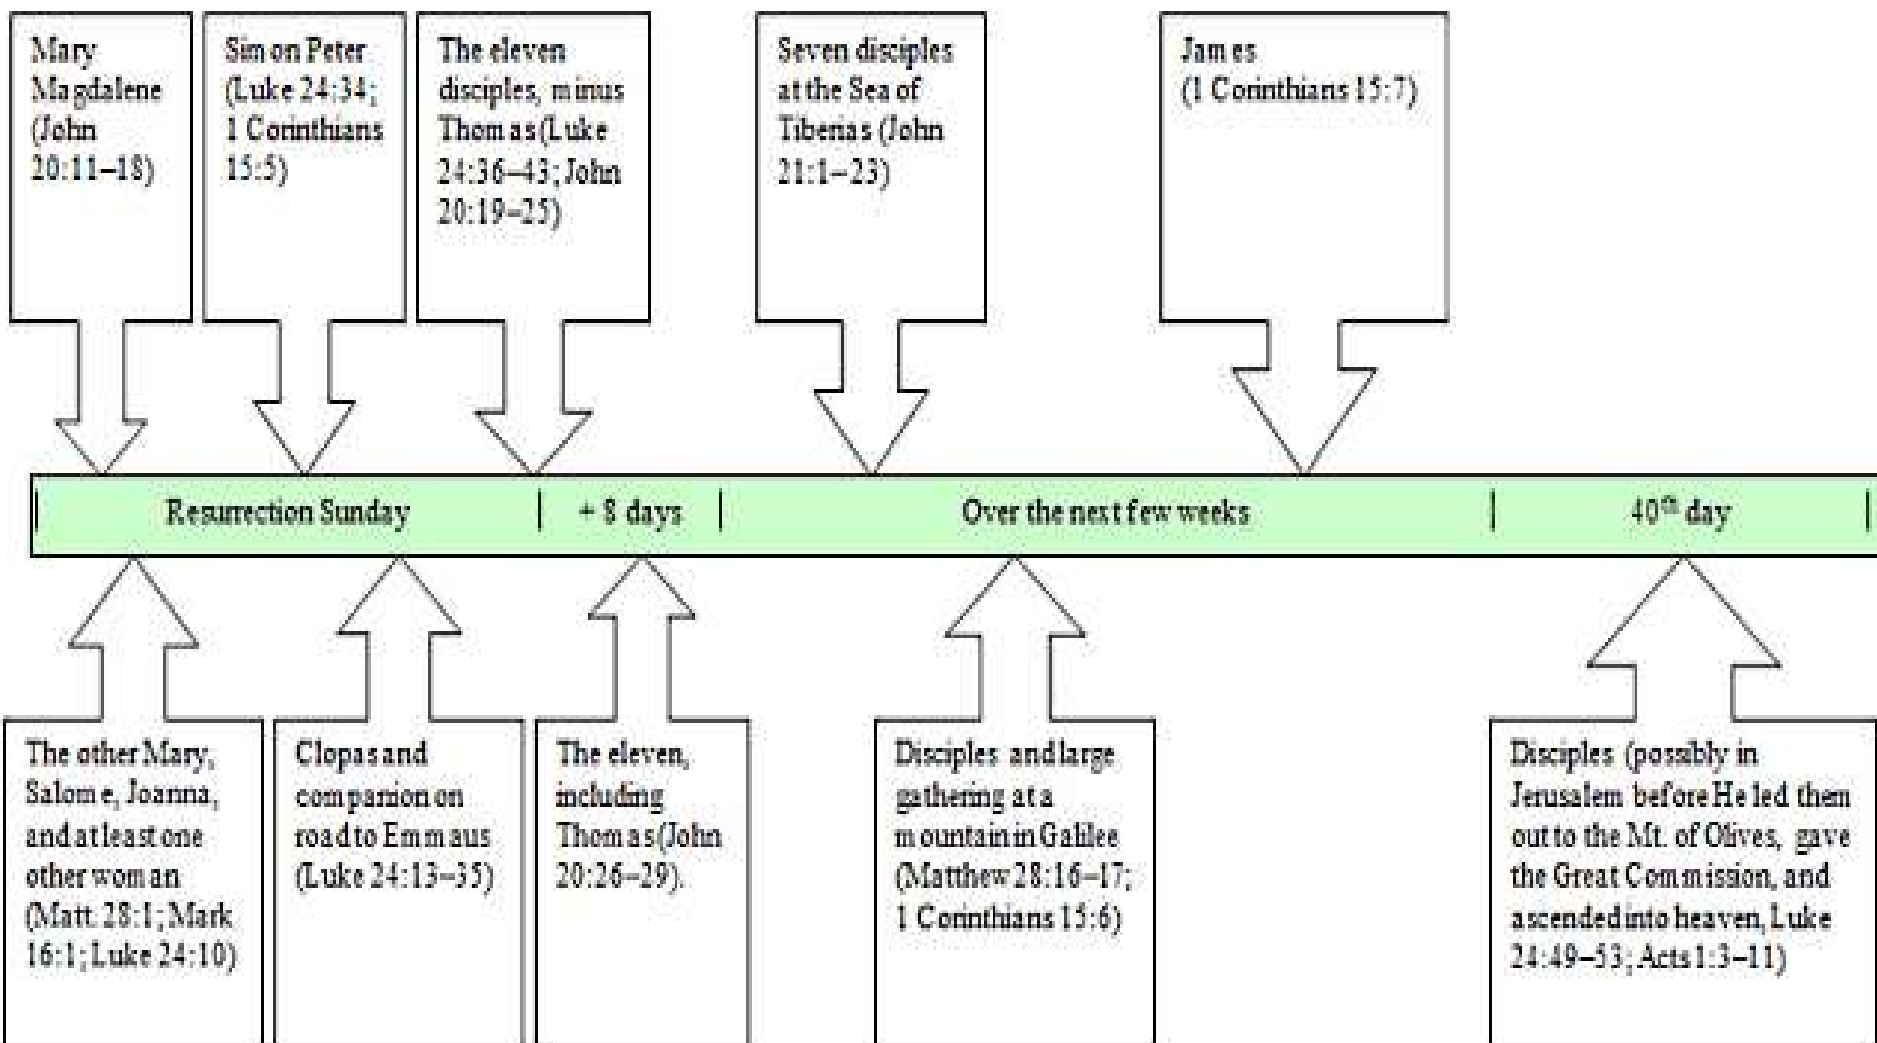 Mary
Magdalene
(John
20:11–18)
Simon Peter
(Luke 24:34;
1 Corinthians
15:5)
The eleven
disciples, minus
Thomas (Luke
24:36–43; John
20:19–25)
Seven disciples
at the Sea of
Tiberias (John
21:1–23)
James
(1 Corinthians 15:7)
Resurrection Sunday
+ 8 days
Over the next few weeks
40th day
The other Mary,
Salome, Joanna,
and at least one
other woman
(Matt. 28:1; Mark
16:1; Luke 24:10)
Clopas and
companion on
road to Emmaus
(Luke 24:13–35)
The eleven,
including
Thomas (John
20:26–29).
Disciples and large
gathering at a
mountain in Galilee
(Matthew 28:16–17;
1 Corinthians 15:6)
Disciples (possibly in
Jerusalem before He led them
out to the Mt. of Olives, gave
the Great Commission, and
ascended into heaven, Luke
24:49–53; Acts 1:3–11)